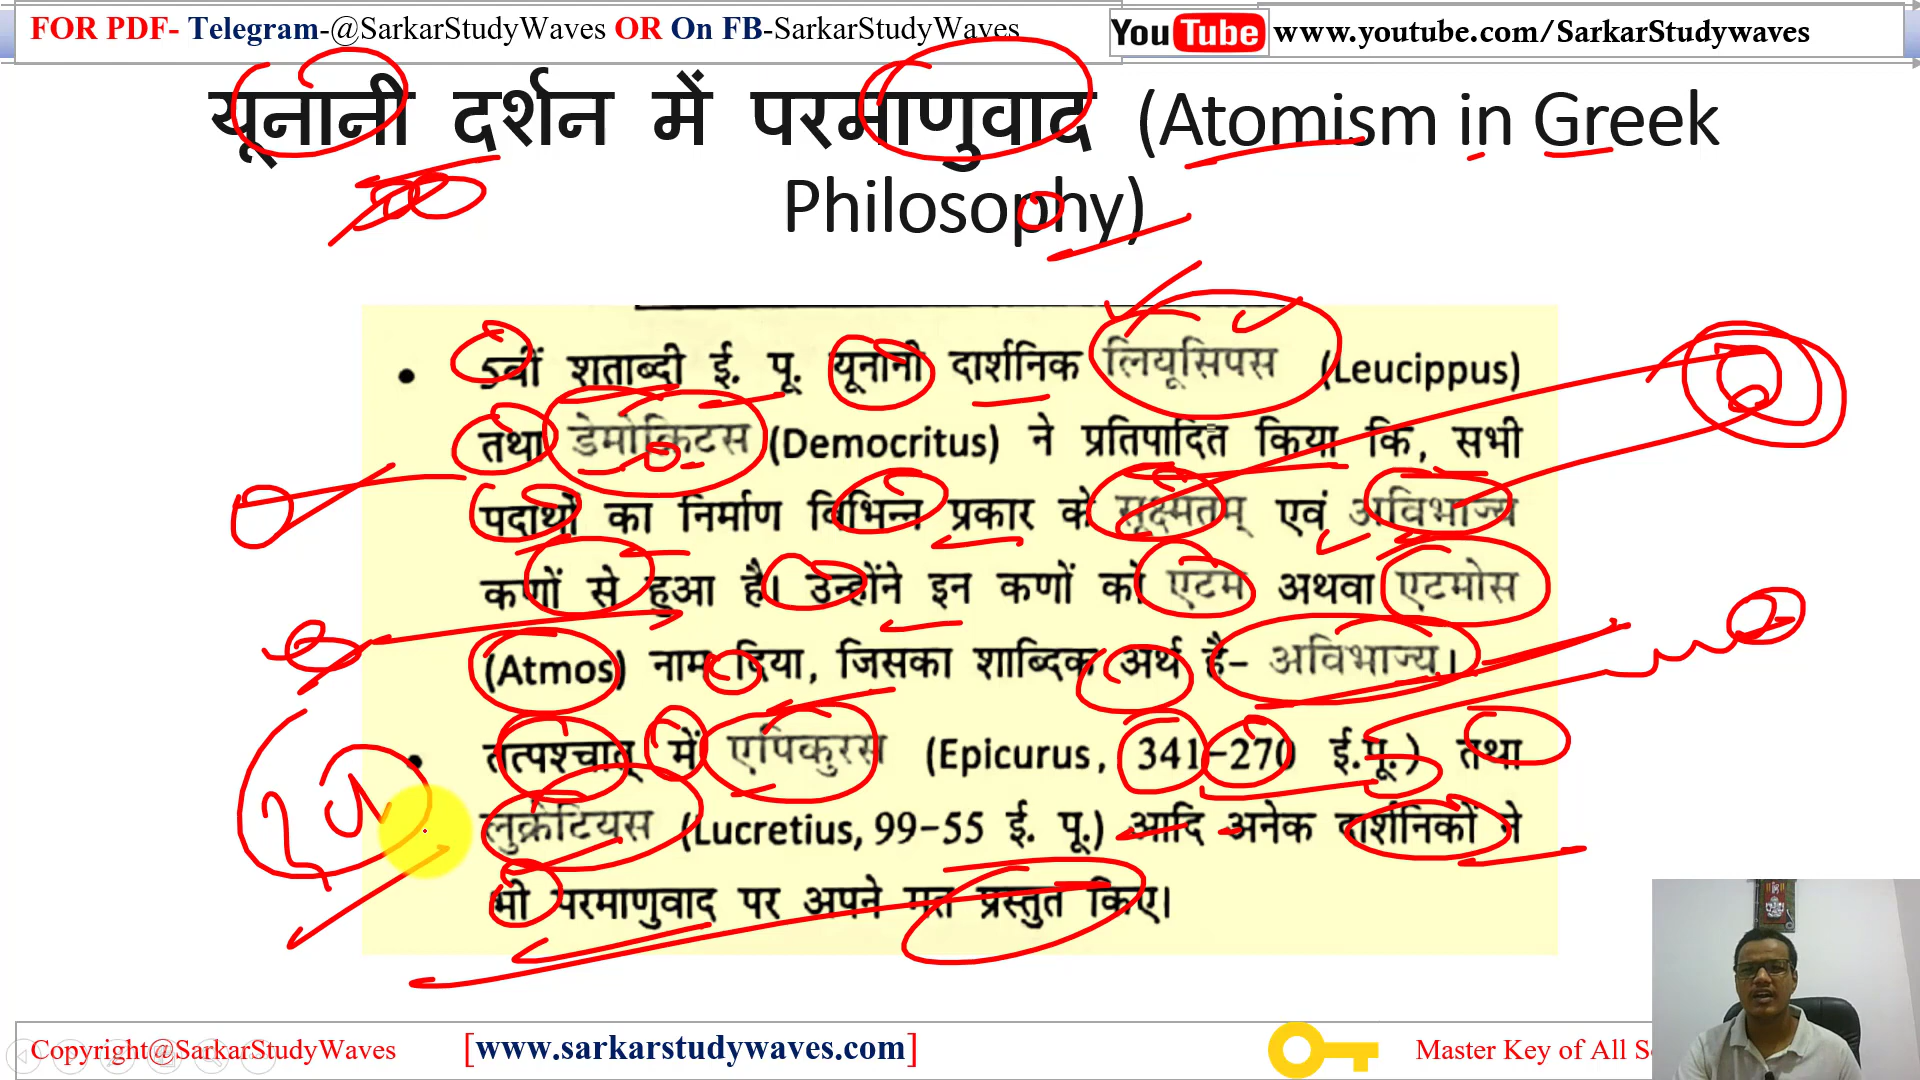 FOR PDF- Telegram-@SarkarStudyWaves OR On FB-SarkarStudyWaves
YouTube www.youtube.com/SarkarStudywaves
यूनानी दर्शन में परमाणुवाद (Atomism in Greek
Philosophy)
• 5वीं शताब्दी ई. पू. यूनानी दार्शनिक लियूसिपस (Leucippus)
तथा डेमोक्रिटस (Democritus) ने प्रतिपादित किया कि, सभी
पदार्थो का निर्माण विभिन्न प्रकार के सूक्ष्मतम् एवं अविभाज्य
कणों से हुआ है। उन्होंने इन कणों को एटम अथवा एटमोस
(Atmos) नाम दिया, जिसका शाब्दिक अर्थ है- अविभाज्य।
• तत्पश्चात् में एपिकुरस (Epicurus, 341-270 ई.पू.) तथा
लुक्रेटियस (Lucretius, 99-55 ई. पू.) आदि अनेक दार्शनिकों ने
भी परमाणुवाद पर अपने मत प्रस्तुत किए।
Copyright@SarkarStudyWaves
[www.sarkarstudywaves.com]
Master Key of All